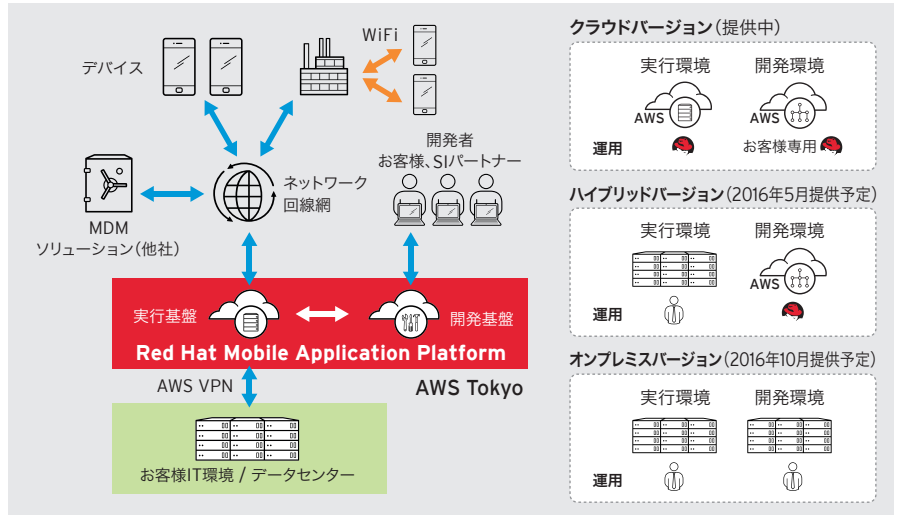 デバイス
WiFi
開発者
お客様、SIパートナー
ネットワーク
回線網
MDM
ソリューション（他社）
実行基盤
開発基盤
Red Hat Mobile Application Platform
AWS VPN
AWS Tokyo
お客様IT環境 / データセンター
クラウドバージョン（提供中）
実行環境 開発環境
AWS AWS
運用 お客様専用
ハイブリッドバージョン（2016年5月提供予定）
実行環境 開発環境
AWS
運用
オンプレミスバージョン（2016年10月提供予定）
実行環境 開発環境
運用